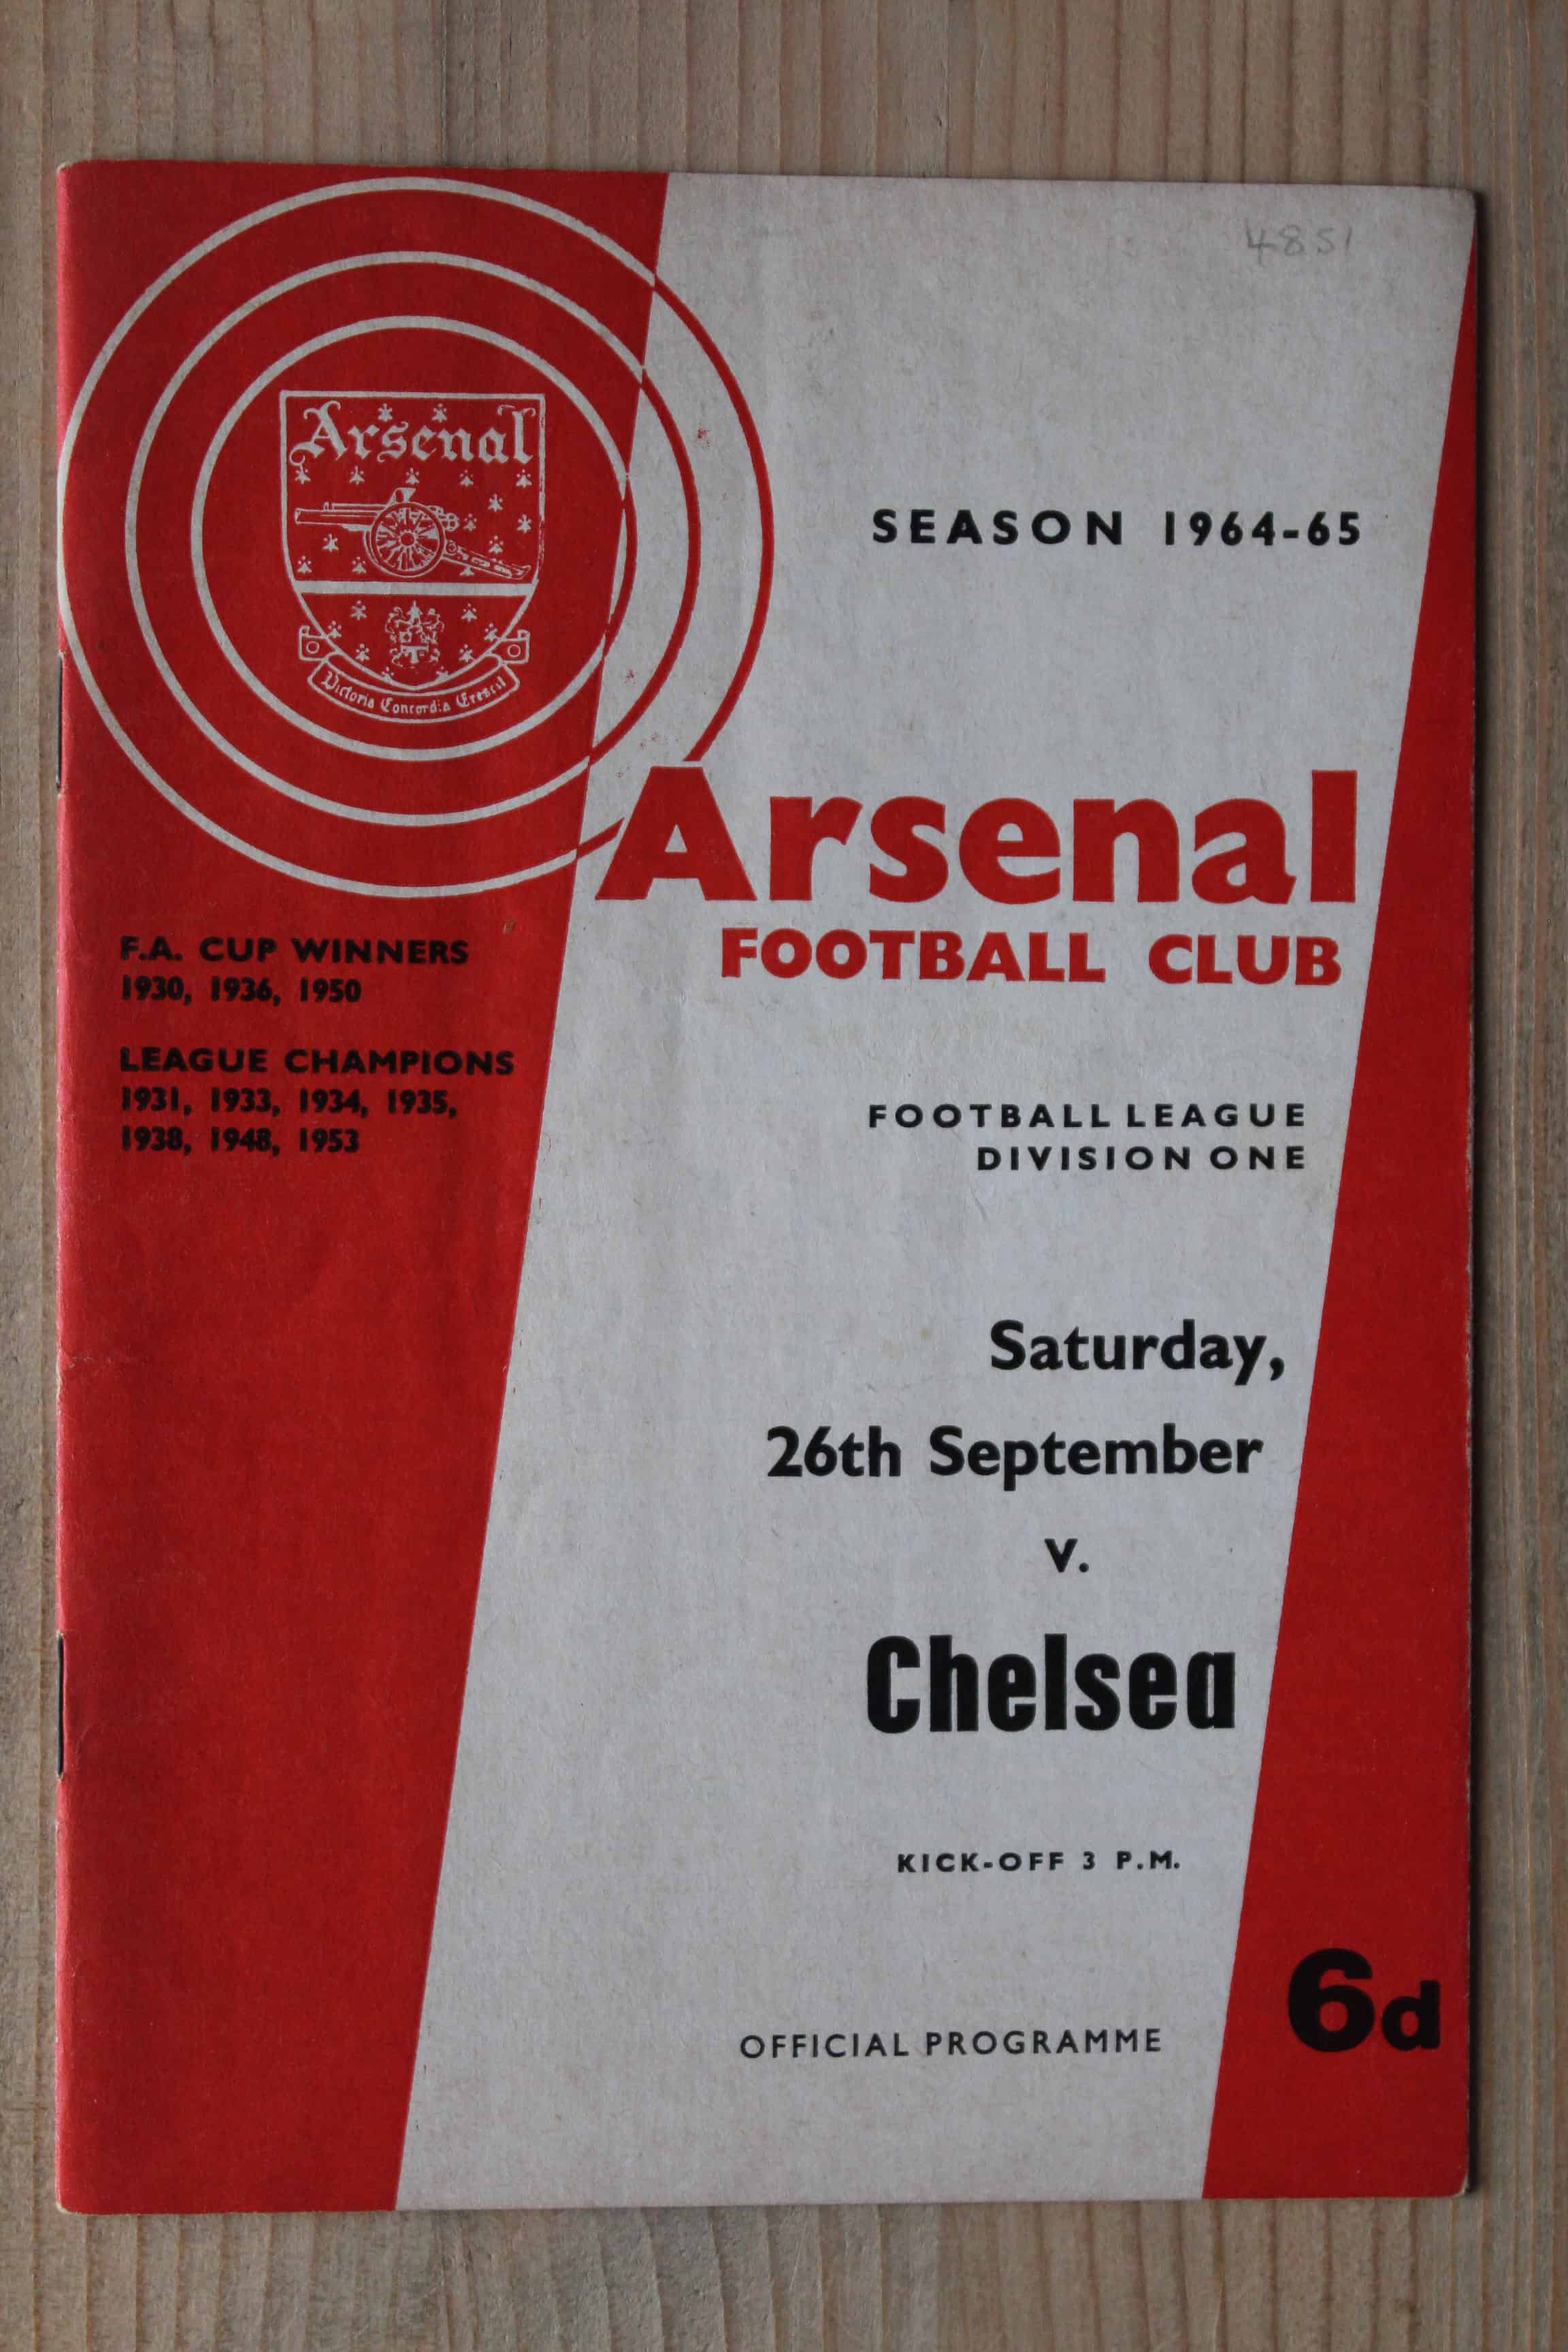 4851
Arsenal
Victoria Concordia Crescit
SEASON 1964-65
Arsenal
FOOTBALL CLUB
F.A. CUP WINNERS
1930, 1936, 1950
LEAGUE CHAMPIONS
1931, 1933, 1934, 1935,
1938, 1948, 1953
FOOTBALL LEAGUE
DIVISION ONE
Saturday,
26th September
v.
Chelsea
KICK-OFF 3 P.M.
OFFICIAL PROGRAMME
6d